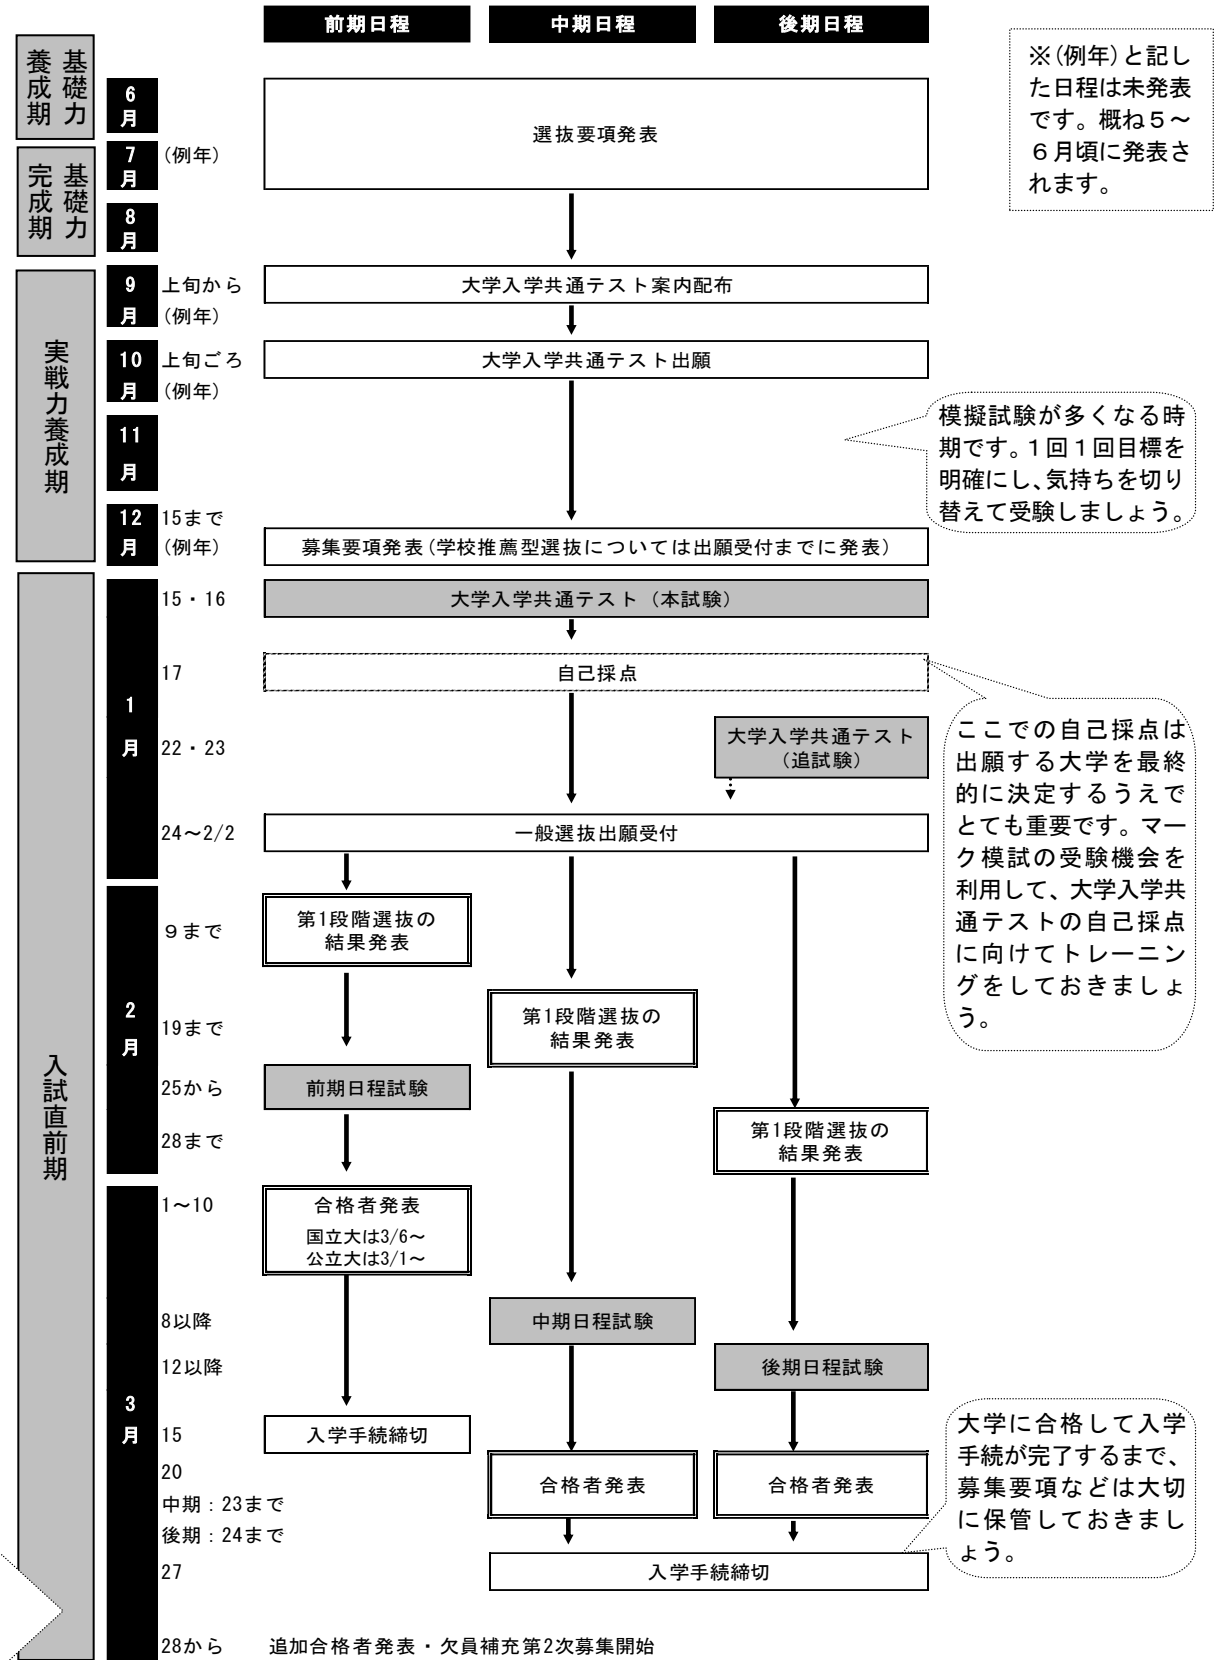 前期日程
中期日程
後期日程
※(例年)と記し
た日程は未発表
です。概ね５～
６月頃に発表さ
れます。
基礎力
養成期
6
月
選抜要項発表
基礎力
完成期
7
月
(例年)
8
月
実戦力養成期
9
月
上旬から
(例年)
大学入学共通テスト案内配布
10
月
上旬ごろ
(例年)
大学入学共通テスト出願
11
月
模擬試験が多くなる時
期です。１回１回目標を
明確にし、気持ちを切り
替えて受験しましょう。
12
月
15まで
(例年)
募集要項発表(学校推薦型選抜については出願受付までに発表)
入試直前期
1
月
15・16
大学入学共通テスト（本試験）
17
自己採点
22・23
大学入学共通テスト
（追試験）
ここでの自己採点は
出願する大学を最終
的に決定するうえで
とても重要です。マー
ク模試の受験機会を
利用して、大学入学共
通テストの自己採点
に向けてトレーニン
グをしておきましょ
う。
24～2/2
一般選抜出願受付
2
月
９まで
第1段階選抜の
結果発表
19まで
第1段階選抜の
結果発表
25から
前期日程試験
28まで
第1段階選抜の
結果発表
3
月
1～10
合格者発表
国立大は3/6～
公立大は3/1～
8以降
中期日程試験
12以降
後期日程試験
15
入学手続締切
20
中期：23まで
後期：24まで
合格者発表
合格者発表
大学に合格して入学
手続が完了するまで、
募集要項などは大切
に保管しておきまし
ょう。
27
入学手続締切
28から
追加合格者発表・欠員補充第2次募集開始